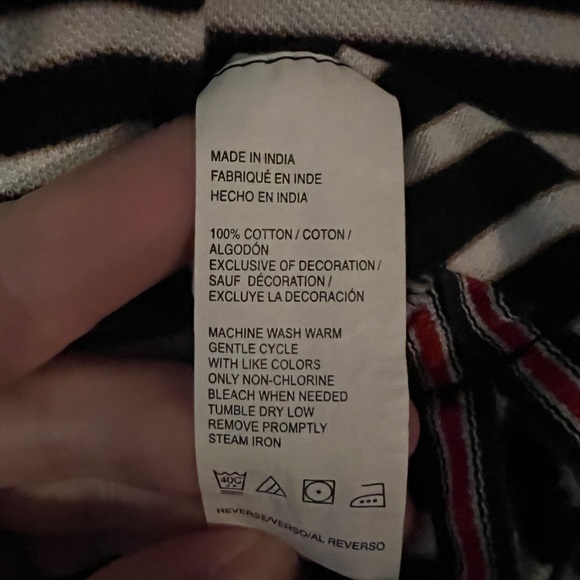 MADE IN INDIA
FABRIQUÉ EN INDE
HECHO EN INDIA
100% COTTON / COTON /
ALGODÓN
EXCLUSIVE OF DECORATION /
SAUF DÉCORATION /
EXCLUYE LA DECORACIÓN
MACHINE WASH WARM
GENTLE CYCLE
WITH LIKE COLORS
ONLY NON-CHLORINE
BLEACH WHEN NEEDED
TUMBLE DRY LOW
REMOVE PROMPTLY
STEAM IRON
40C
REVERSE/VERSO/AL REVERSO